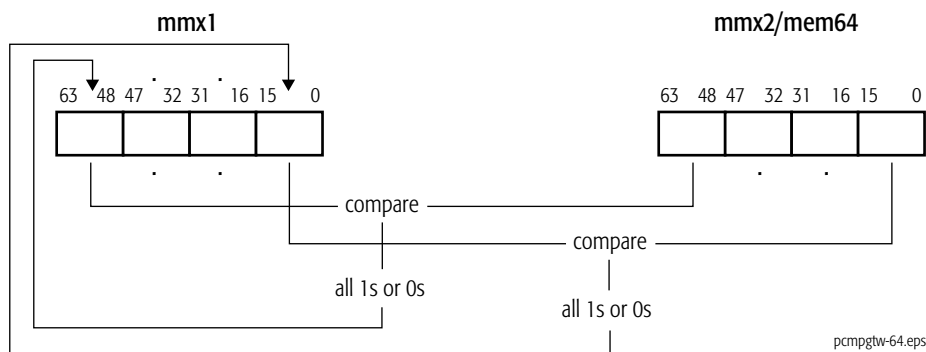 mmx1 mmx2/mem64
. . 
63 48 47 32 31 16 15 0 63 48 47 32 31 16 15 0
. . . .
compare
compare
all 1s or 0s
all 1s or 0s
pcmpgtw-64.eps